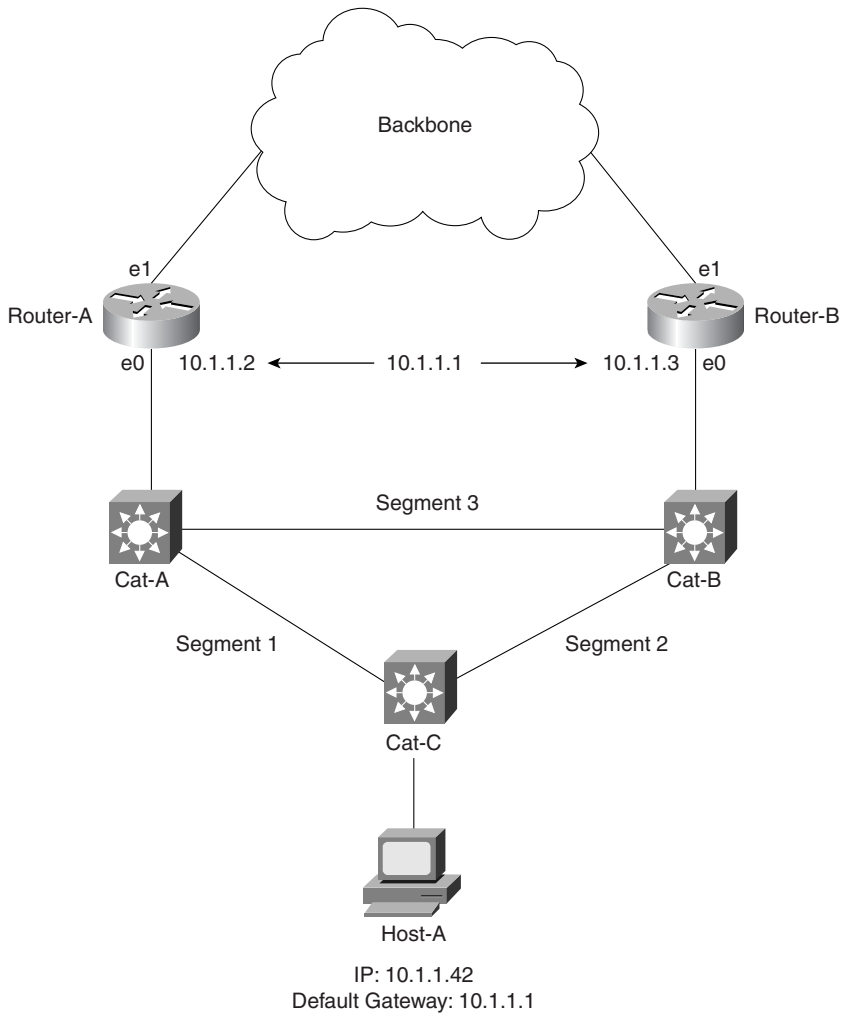 Backbone
e1
e1
Router-A
Router-B
e0
10.1.1.2
10.1.1.1
10.1.1.3
e0
Segment 3
Cat-A
Cat-B
Segment 1
Segment 2
Cat-C
Host-A
IP: 10.1.1.42
Default Gateway: 10.1.1.1